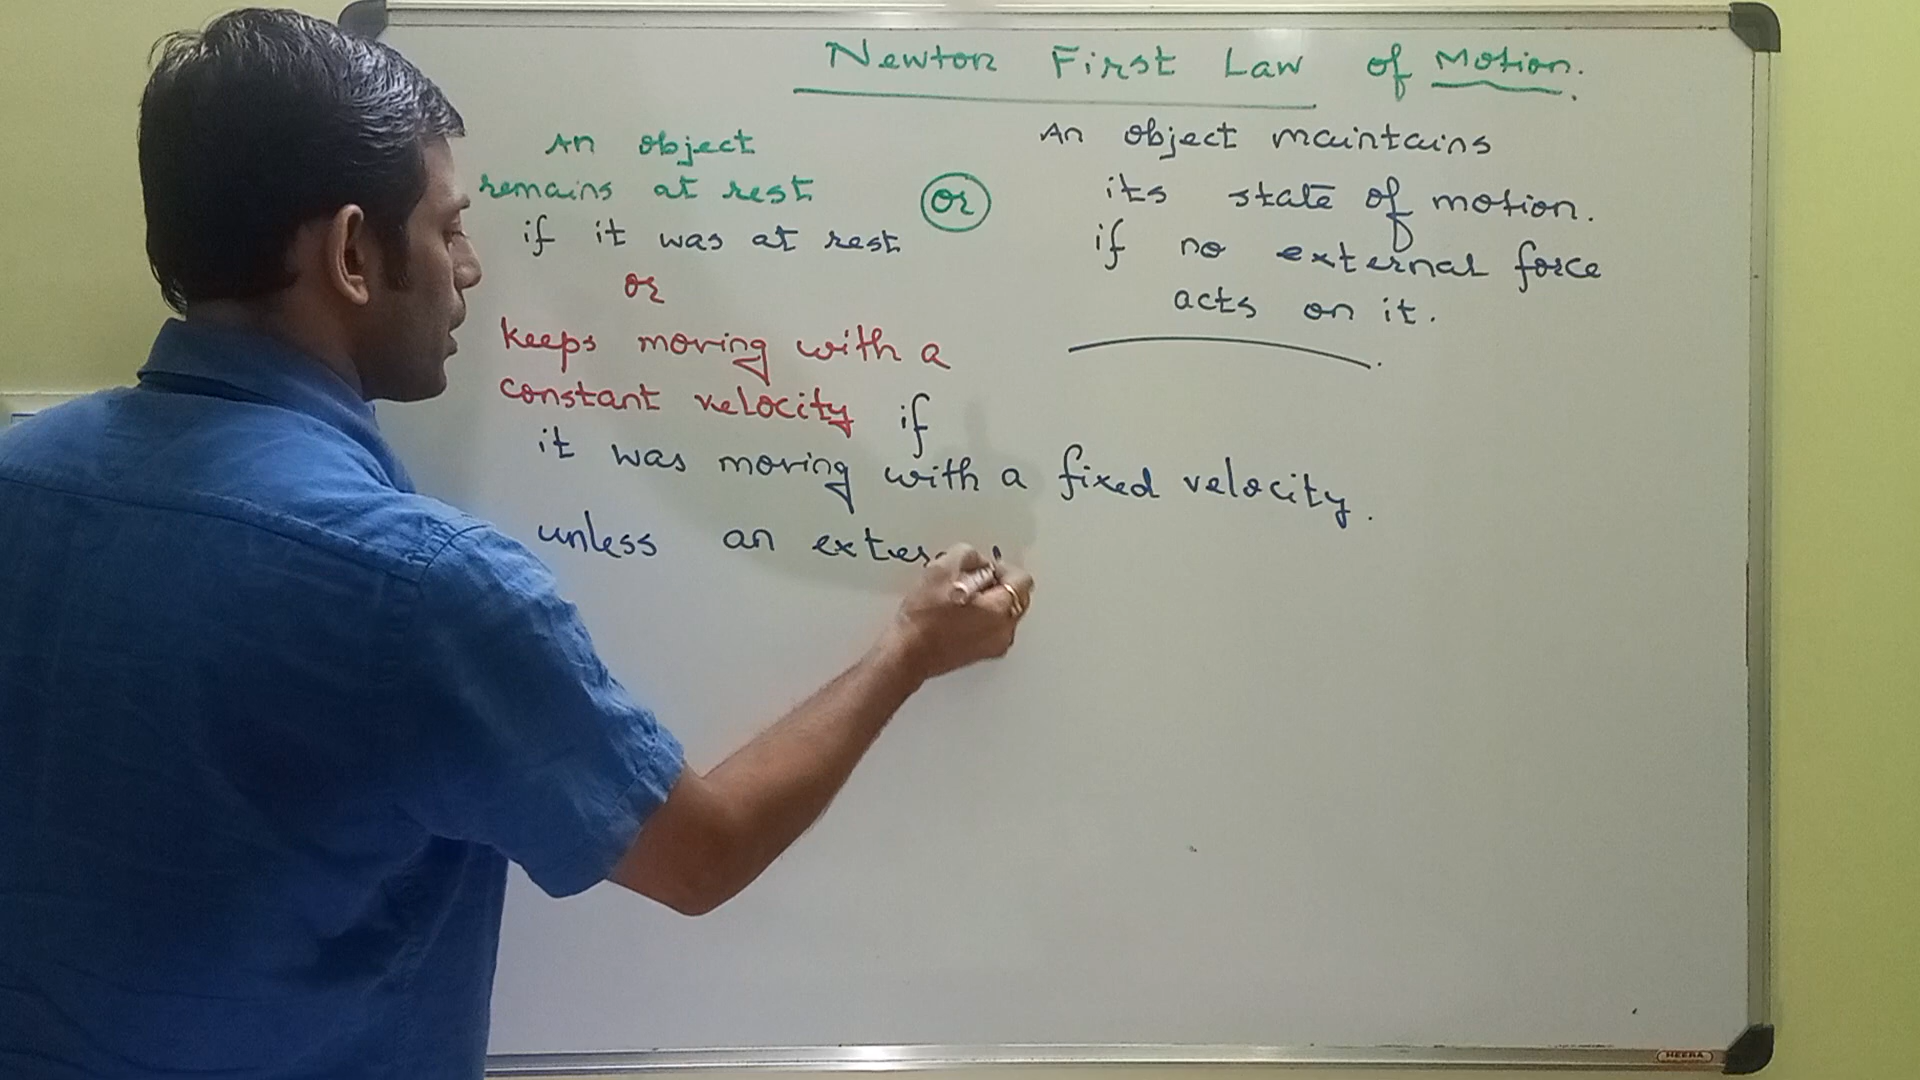 Newton First Law of Motion.
An object
remains at rest
if it was at rest
or
keeps moving with a
constant velocity if
it was moving with a fixed velocity.
unless an
or
An object maintains
its state of motion.
if no external force
acts on it.
HEERA